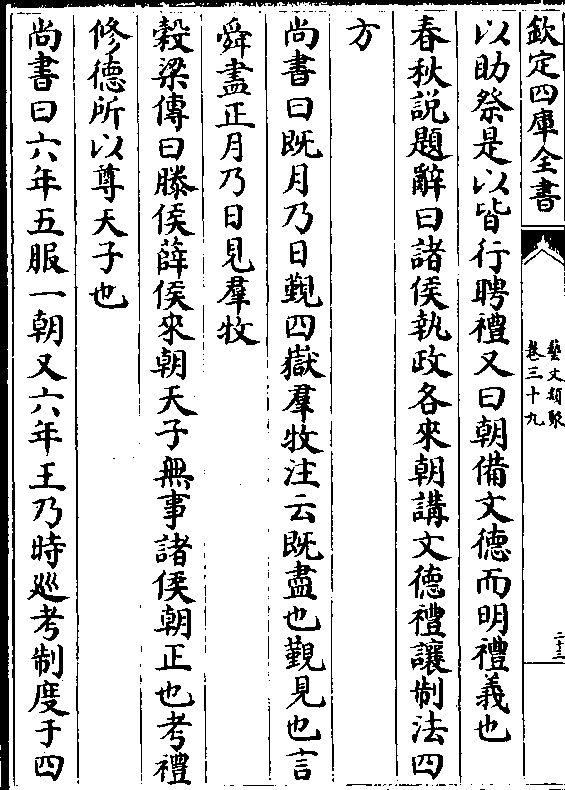 欽定四庫全書
藝文類聚
卷三十九
二十三
以助祭是以皆行聘禮又曰朝備文德而明禮義也
春秋説題辭曰諸侯執政各來朝講文德禮讓制法四
方
尚書曰既月乃日覲四嶽羣牧注云既盡也覲見也言
舜盡正月乃日見羣牧
穀梁傳曰滕侯薛侯來朝天子無事諸侯朝正也考禮
修德所以尊天子也
尚書曰六年五服一朝又六年王乃時巡考制度于四